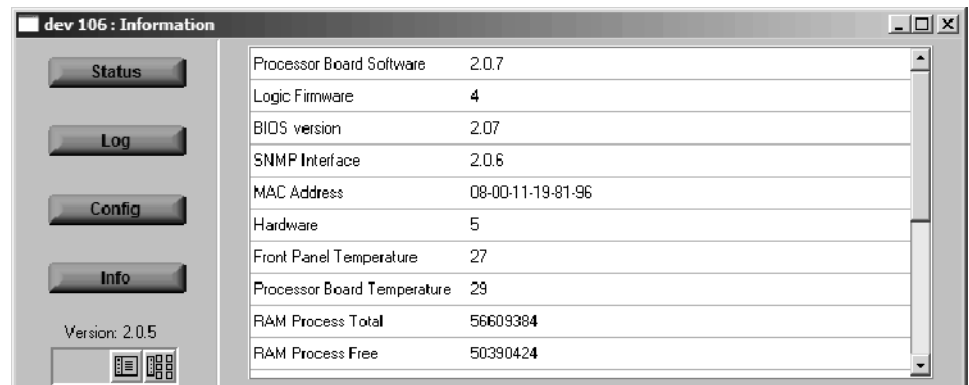 dev 106 : Information
Status
Log
Config
Info
Version: 2.0.5
Processor Board Software 2.0.7
Logic Firmware 4
BIOS version 2.07
SNMP Interface 2.0.6
MAC Address 08-00-11-19-81-96
Hardware 5
Front Panel Temperature 27
Processor Board Temperature 29
RAM Process Total 56609384
RAM Process Free 50390424